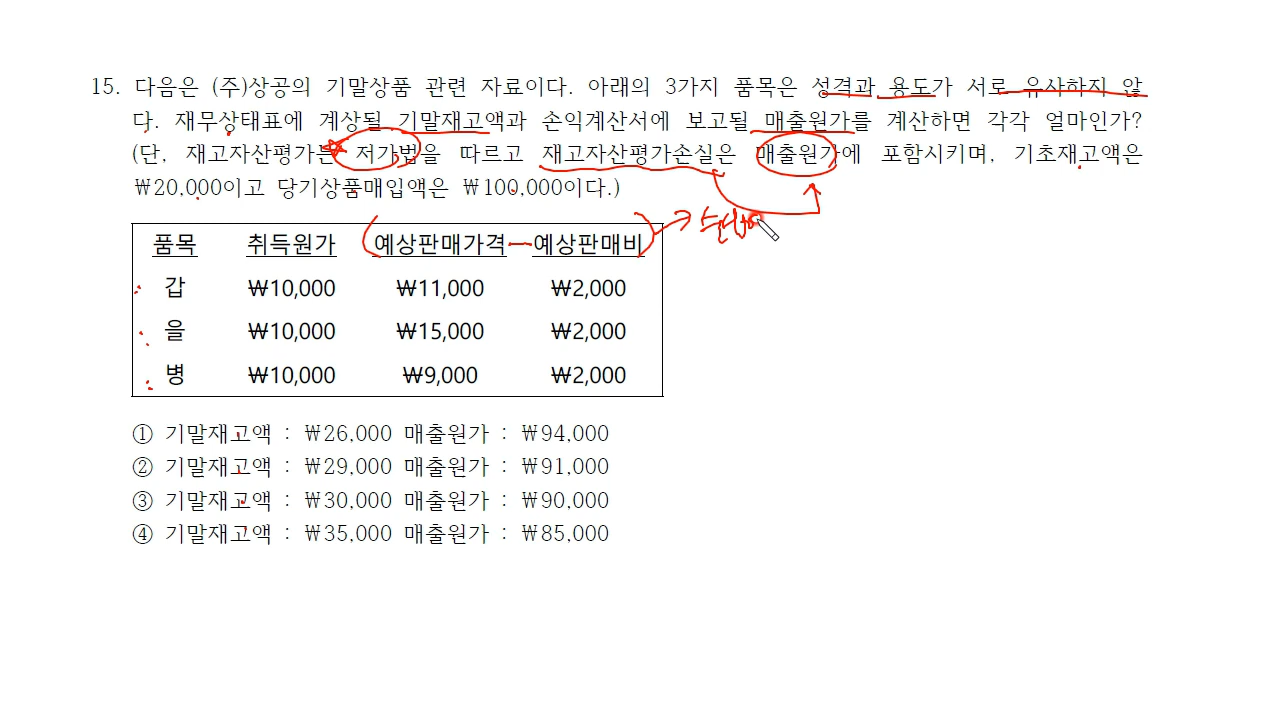 15. 다음은 (주)상공의 기말상품 관련 자료이다. 아래의 3가지 품목은 성격과 용도가 서로 유사하지 않
다. 재무상태표에 계상될 기말재고액과 손익계산서에 보고될 매출원가를 계산하면 각각 얼마인가?
(단, 재고자산평가는 저가법을 따르고 재고자산평가손실은 매출원가에 포함시키며, 기초재고액은
₩20,000이고 당기상품매입액은 ₩100,000이다.)
품목 취득원가 예상판매가격 예상판매비
갑 ₩10,000 ₩11,000 ₩2,000
을 ₩10,000 ₩15,000 ₩2,000
병 ₩10,000 ₩9,000 ₩2,000
① 기말재고액 : ₩26,000 매출원가 : ₩94,000
② 기말재고액 : ₩29,000 매출원가 : ₩91,000
③ 기말재고액 : ₩30,000 매출원가 : ₩90,000
④ 기말재고액 : ₩35,000 매출원가 : ₩85,000